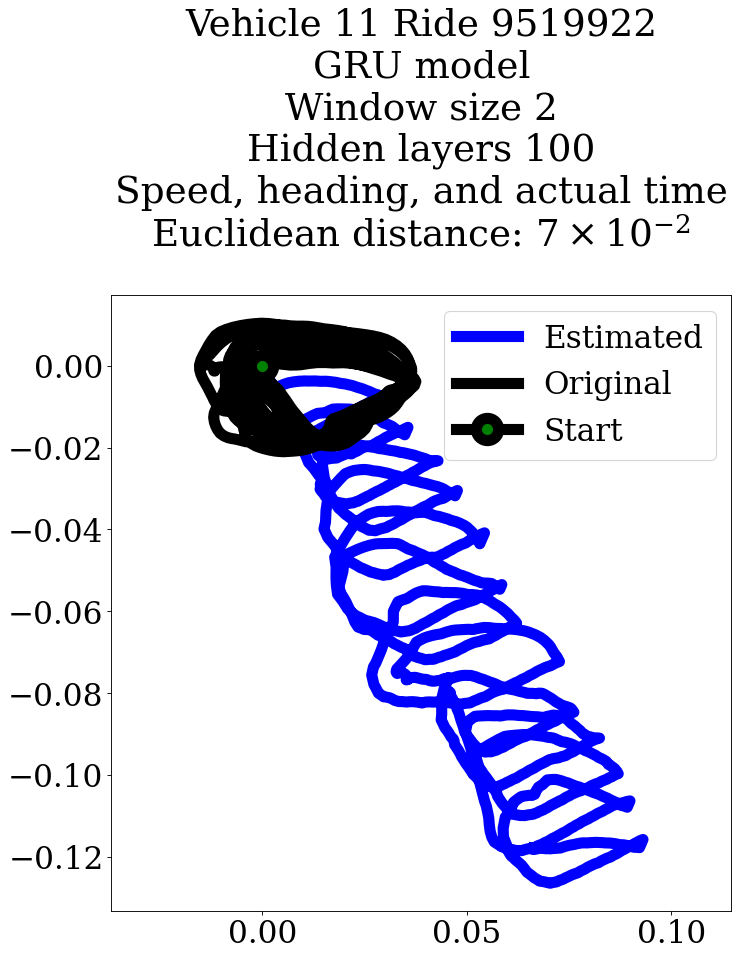 Vehicle 11 Ride 9519922
GRU model
Window size 2
Hidden layers 100
Speed, heading, and actual time
Euclidean distance: 7 × 10⁻²
Estimated
Original
Start
0.00
−0.02
−0.04
−0.06
−0.08
−0.10
−0.12
0.00 0.05 0.10